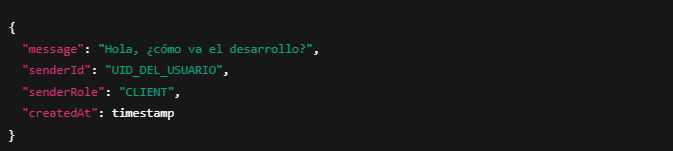 {
"message": "Hola, ¿cómo va el desarrollo?",
"senderId": "UID_DEL_USUARIO",
"senderRole": "CLIENT",
"createdAt": timestamp
}